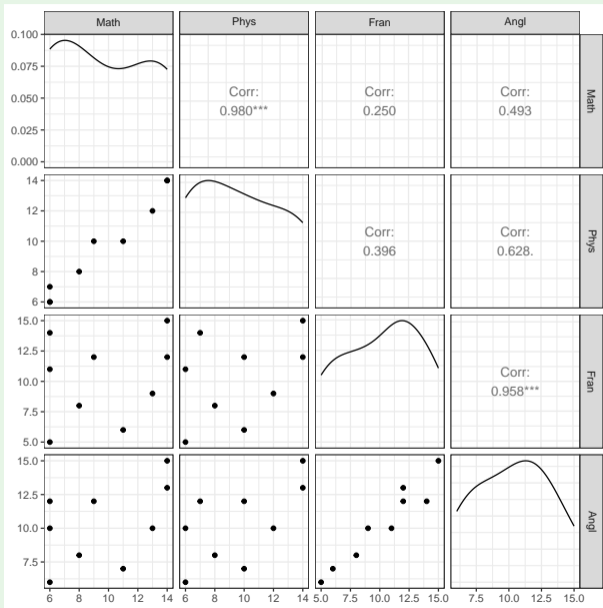 Math Phys Fran Angl
0.100
0.075
0.050
0.025
0.000
Corr:
0.980***
Corr:
0.250
Corr:
0.493
Math
14
12
10
8
6
Corr:
0.396
Corr:
0.628.
Phys
15.0
12.5
10.0
7.5
5.0
Corr:
0.958***
Fran
15.0
12.5
10.0
7.5
Angl
6 8 10 12 14 6 8 10 12 14 5.0 7.5 10.0 12.5 15.0 7.5 10.0 12.5 15.0